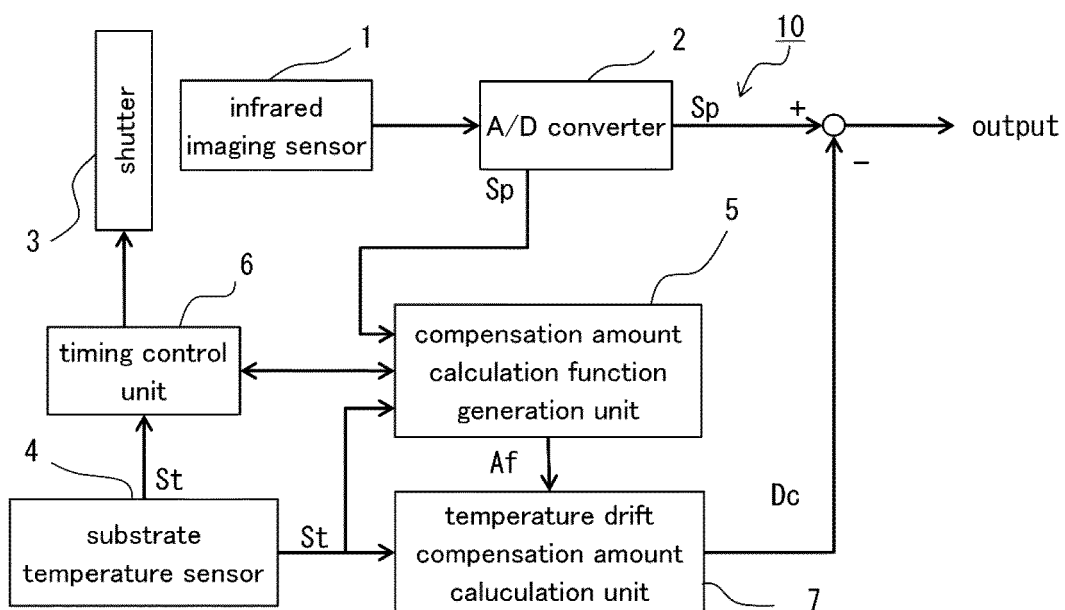 10
1
2
shutter
infrared
imaging sensor
A/D converter
Sp
+
output
-
Sp
3
5
6
timing control
unit
compensation amount
calculation function
generation unit
4
St
Af
Dc
substrate
temperature sensor
St
temperature drift
compensation amount
caluculation unit
7